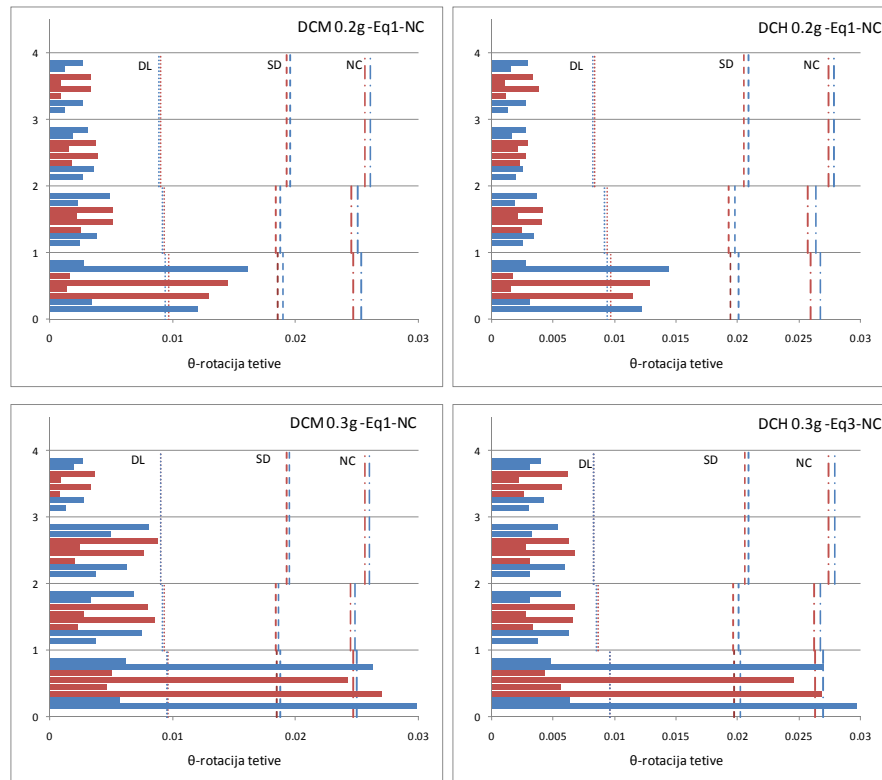 DCM 0.2g-Eq1-NC
4
DL
SD
NC
3
2
1
0
0
0.01
0.02
0.03
θ-rotacija tetive
DCH 0.2g-Eq1-NC
4
DL
SD
NC
3
2
1
0
0
0.005
0.01
0.015
0.02
0.025
0.03
θ-rotacija tetive
DCM 0.3g-Eq1-NC
4
DL
SD
NC
3
2
1
0
0
0.01
0.02
0.03
θ-rotacija tetive
DCH 0.3g-Eq3-NC
4
DL
SD
NC
3
2
1
0
0
0.005
0.01
0.015
0.02
0.025
0.03
θ-rotacija tetive